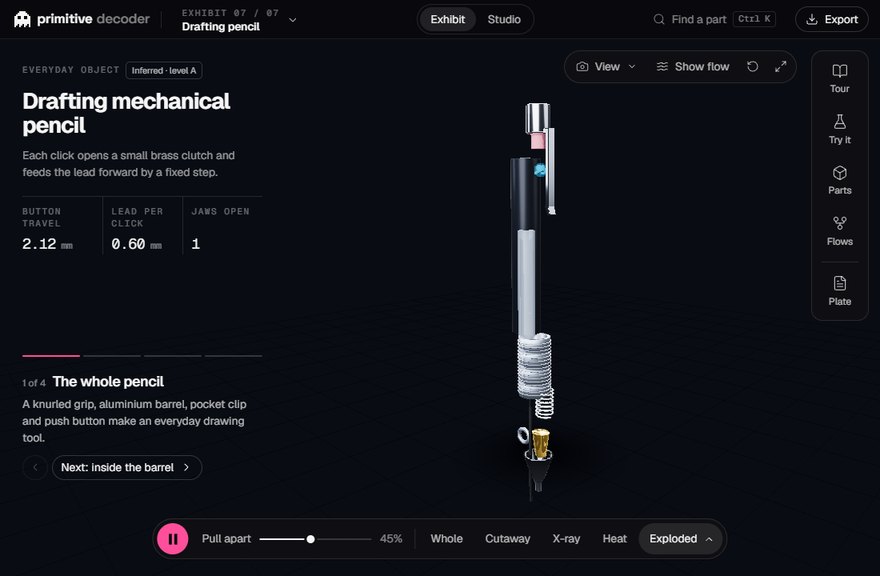 primitive decoder
EXHIBIT 07 / 07
Drafting pencil
Exhibit
Studio
Find a part
Ctrl K
Export
EVERYDAY OBJECT
Inferred · level A
View
Show flow
Drafting mechanical
pencil
Each click opens a small brass clutch and
feeds the lead forward by a fixed step.
BUTTON
TRAVEL
2.12 mm
LEAD PER
CLICK
0.60 mm
JAWS OPEN
1
Tour
Try it
Parts
Flows
Plate
1 of 4 The whole pencil
A knurled grip, aluminium barrel, pocket clip
and push button make an everyday drawing
tool.
Next: inside the barrel
Pull apart
45%
Whole
Cutaway
X-ray
Heat
Exploded